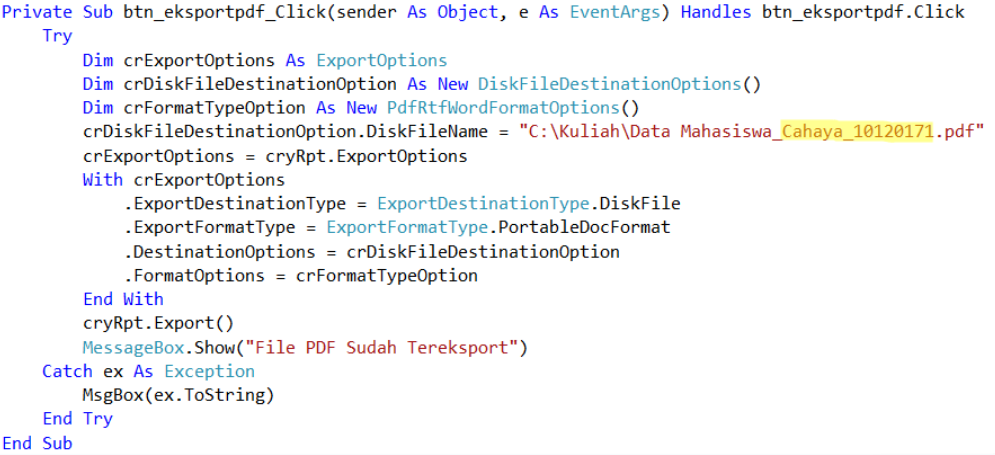 Private Sub btn_eksportpdf_Click(sender As Object, e As EventArgs) Handles btn_eksportpdf.Click
Try
Dim crExportOptions As ExportOptions
Dim crDiskFileDestinationOption As New DiskFileDestinationOptions()
Dim crFormatTypeOption As New PdfRtfWordFormatOptions()
crDiskFileDestinationOption.DiskFileName = "C:\Kuliah\Data Mahasiswa_Cahaya_10120171.pdf"
crExportOptions = cryRpt.ExportOptions
With crExportOptions
.ExportDestinationType = ExportDestinationType.DiskFile
.ExportFormatType = ExportFormatType.PortableDocFormat
.DestinationOptions = crDiskFileDestinationOption
.FormatOptions = crFormatTypeOption
End With
cryRpt.Export()
MessageBox.Show("File PDF Sudah Tereksport")
Catch ex As Exception
MsgBox(ex.ToString)
End Try
End Sub